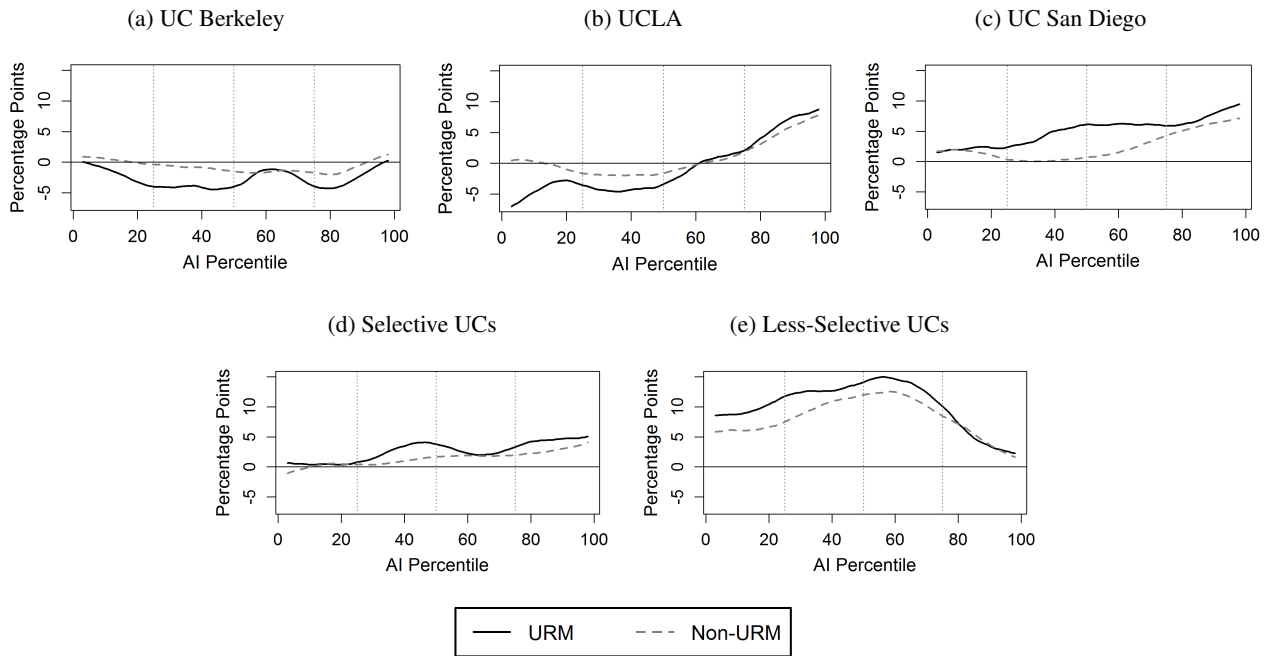 (a) UC Berkeley
Percentage Points
10
5
0
-5
0 20 40 60 80 100
AI Percentile
(b) UCLA
Percentage Points
10
5
0
-5
0 20 40 60 80 100
AI Percentile
(c) UC San Diego
Percentage Points
10
5
0
-5
0 20 40 60 80 100
AI Percentile
(d) Selective UCs
Percentage Points
10
5
0
-5
0 20 40 60 80 100
AI Percentile
(e) Less-Selective UCs
Percentage Points
10
5
0
-5
0 20 40 60 80 100
AI Percentile
URM Non-URM